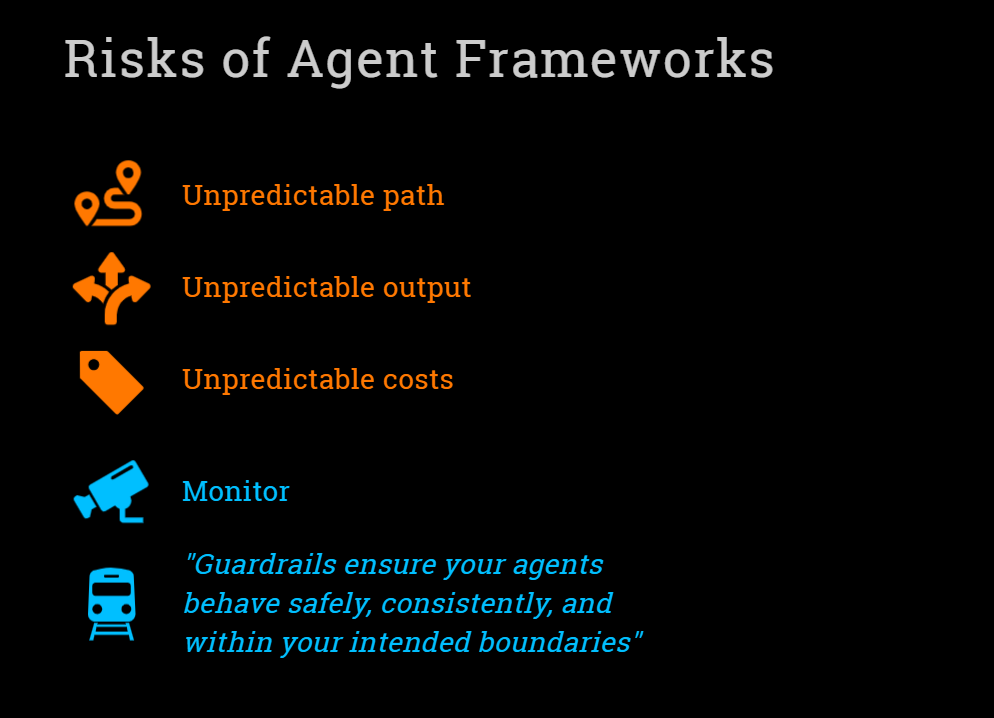 Risks of Agent Frameworks
Unpredictable path
Unpredictable output
Unpredictable costs
Monitor
"Guardrails ensure your agents
behave safely, consistently, and
within your intended boundaries"